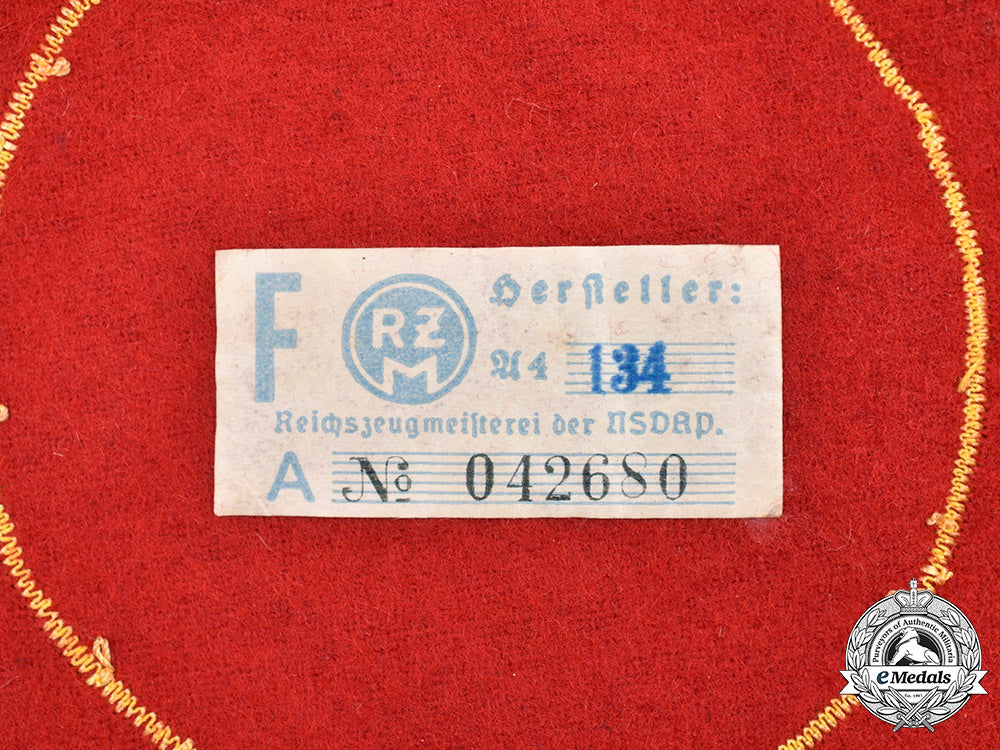 F RZM Hersteller:
A4 134
Reichszeugmeisterei der NSDAP.
A No 042680
Purveyors of Authentic Militaria
eMedals